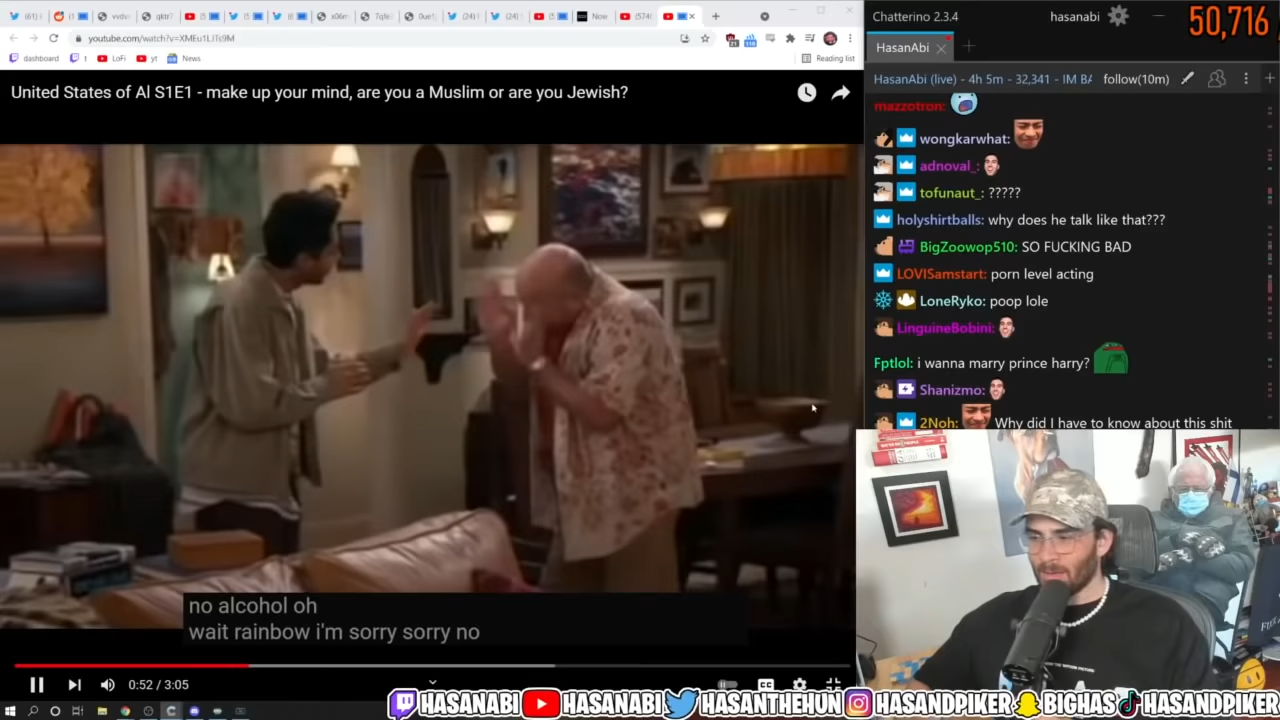 youtube.com/watch?v=XMEu1LJTc9M
dashboard
LoFi
yt
News
Reading list
United States of Al S1E1 - make up your mind, are you a Muslim or are you Jewish?
no alcohol oh
wait rainbow i'm sorry sorry no
0:52 / 3:05
Chatterino 2.3.4
hasanabi
50,716
HasanAbi
HasanAbi (live) - 4h 5m - 32,341 - IM BA
follow(10m)
mazzotron:
wongkarwhat:
adnoval_:
tofunaut_: ?????
holyshirtballs: why does he talk like that???
BigZoowop510: SO FUCKING BAD
LOVISamstart: porn level acting
LoneRyko: poop lole
LinguineBobini:
Fptlol: i wanna marry prince harry?
Shanizmo:
2Noh: Why did I have to know about this shit
HASANABI HASANABI HASANTHEHUN HASANDPIKER BIGHAS HASANDPIKER